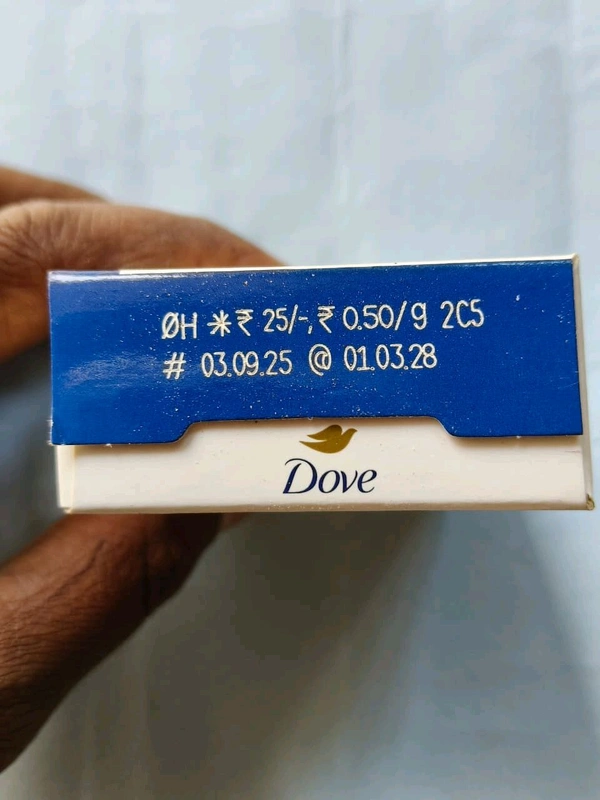 ØH *₹ 25/-, ₹ 0.50/g 2C5
# 03.09.25 @ 01.03.28
Dove